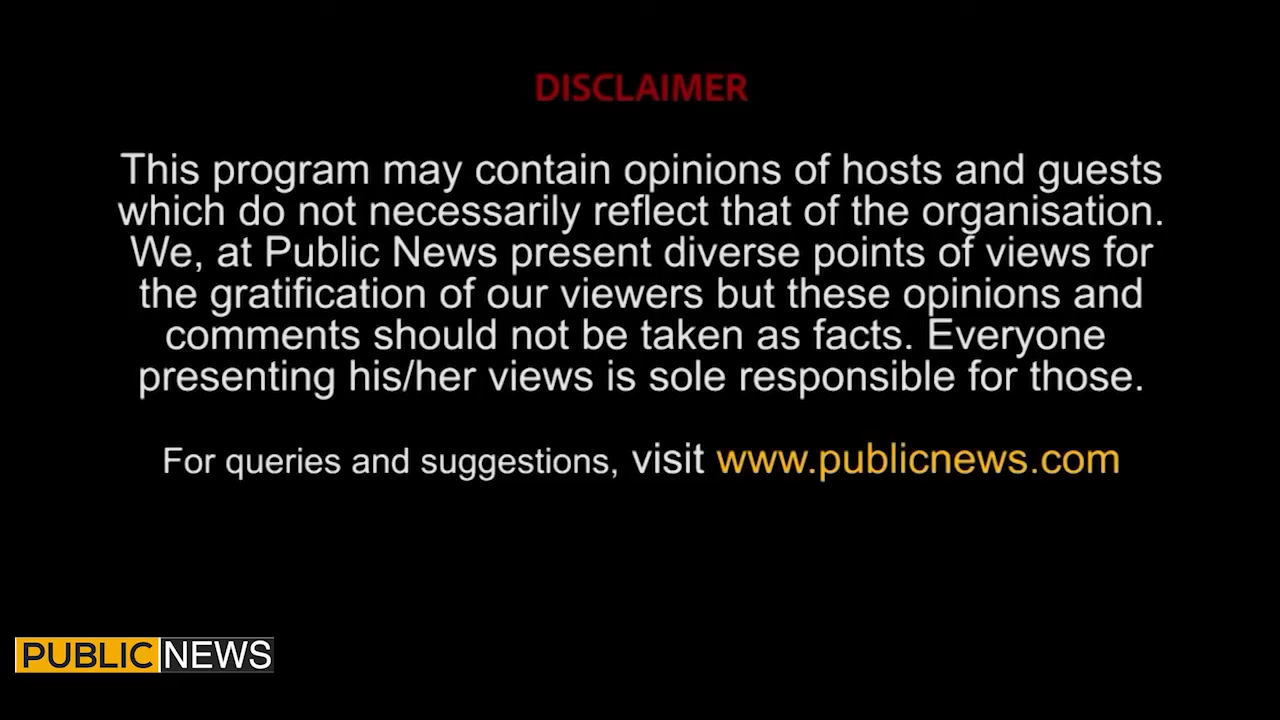 DISCLAIMER
This program may contain opinions of hosts and guests
which do not necessarily reflect that of the organisation.
We, at Public News present diverse points of views for
the gratification of our viewers but these opinions and
comments should not be taken as facts. Everyone
presenting his/her views is sole responsible for those.
For queries and suggestions, visit www.publicnews.com
PUBLIC NEWS